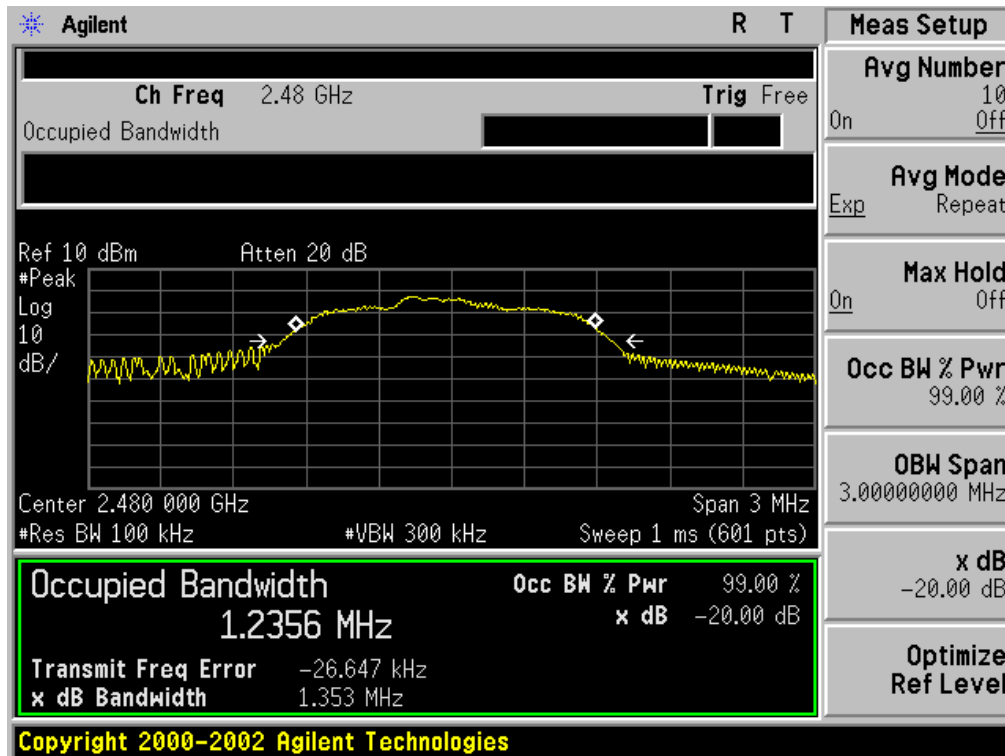 Agilent R T
Ch Freq 2.48 GHz Trig Free
Occupied Bandwidth
Ref 10 dBm Atten 20 dB
#Peak
Log
10
dB/
Center 2.480 000 GHz Span 3 MHz
#Res BW 100 kHz #VBW 300 kHz Sweep 1 ms (601 pts)
Occupied Bandwidth Occ BW % Pwr 99.00 %
1.2356 MHz x dB -20.00 dB
Transmit Freq Error -26.647 kHz
x dB Bandwidth 1.353 MHz
Copyright 2000-2002 Agilent Technologies
Meas Setup
Avg Number
10
On Off
Avg Mode
Exp Repeat
Max Hold
On Off
Occ BW % Pwr
99.00 %
OBW Span
3.00000000 MHz
x dB
-20.00 dB
Optimize
Ref Level